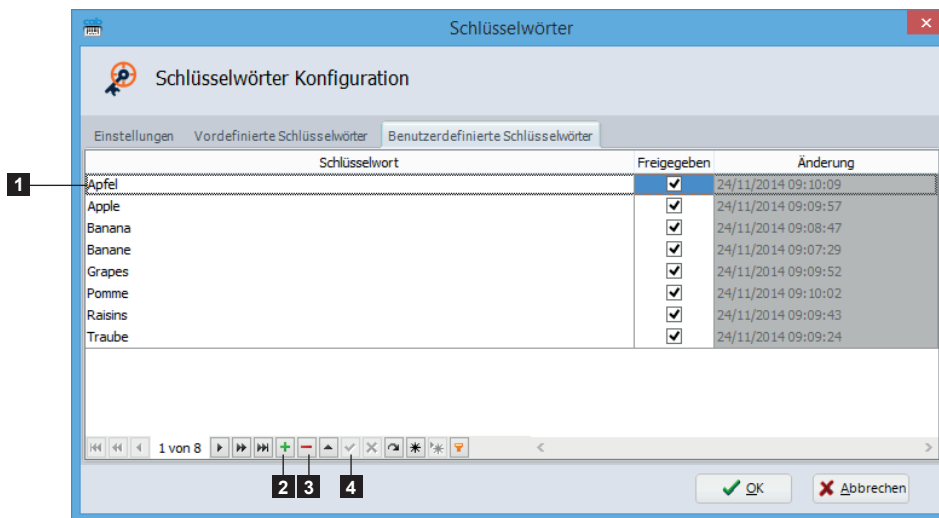 Schlüsselwörter
Schlüsselwörter Konfiguration
Einstellungen Vordefinierte Schlüsselwörter Benutzerdefinierte Schlüsselwörter
Schlüsselwort Freigegeben Änderung
1 Apfel 24/11/2014 09:10:09
Apple 24/11/2014 09:09:57
Banana 24/11/2014 09:08:47
Banane 24/11/2014 09:07:29
Grapes 24/11/2014 09:09:52
Pomme 24/11/2014 09:10:02
Raisins 24/11/2014 09:09:43
Traube 24/11/2014 09:09:24
1 von 8
2 3 4
OK Abbrechen